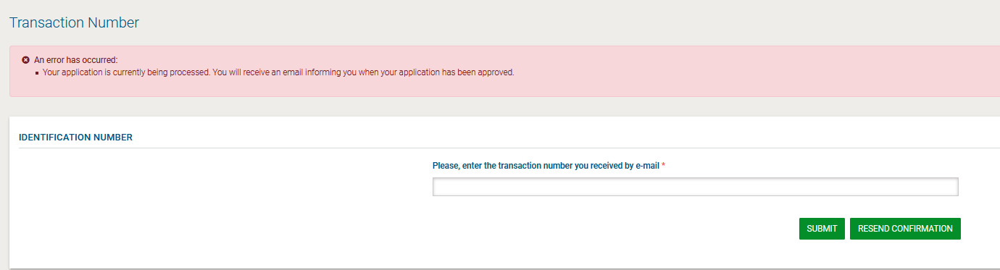 Transaction Number
An error has occurred:
Your application is currently being processed. You will receive an email informing you when your application has been approved.
IDENTIFICATION NUMBER
Please, enter the transaction number you received by e-mail *
SUBMIT
RESEND CONFIRMATION